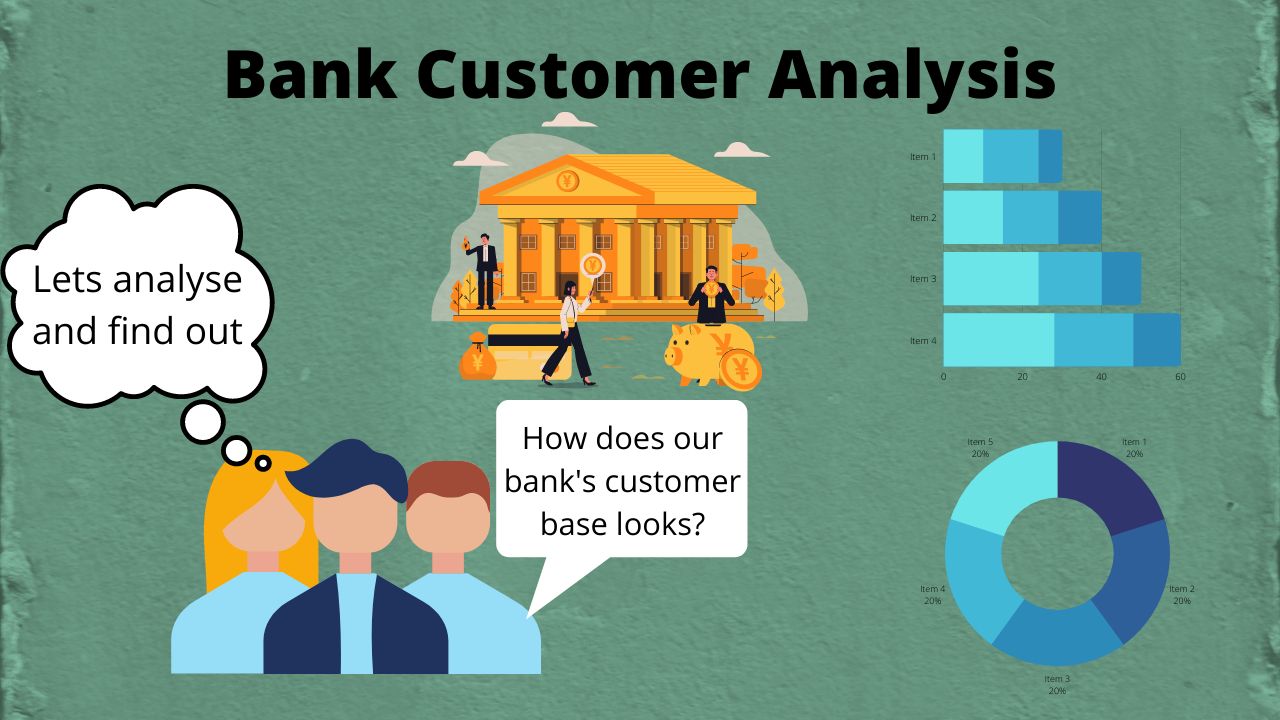 Bank Customer Analysis
Lets analyse
and find out
¥
¥
¥
¥
¥
¥
How does our
bank's customer
base looks?
Item 1
Item 2
Item 3
Item 4
0 20 40 60
Item 5
20%
Item 1
20%
Item 4
20%
Item 2
20%
Item 3
20%